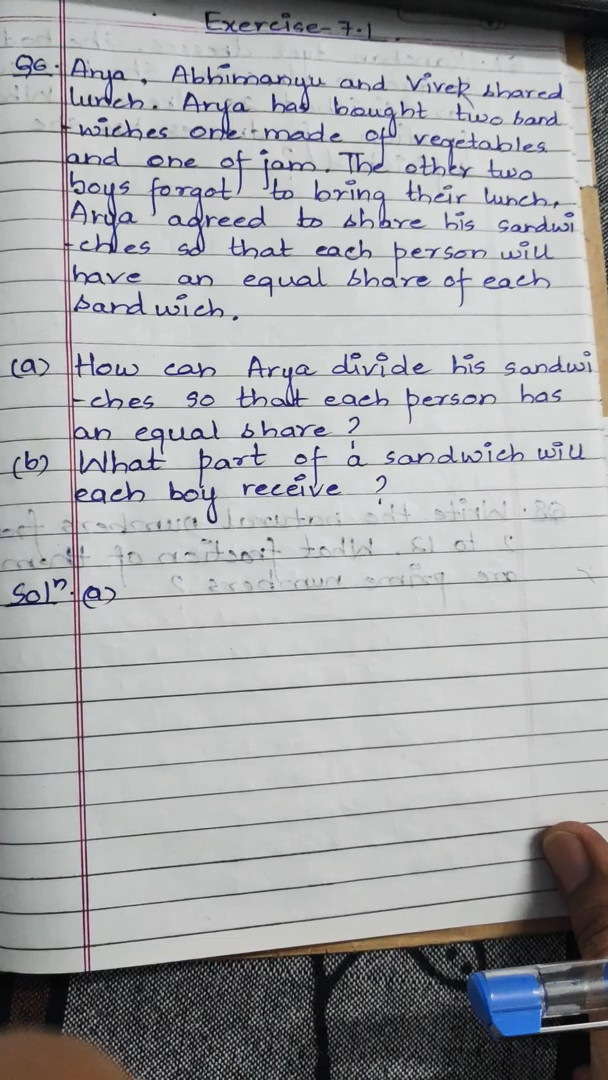 Exercise-7.1
Q6. Arya, Abhimanyu and Vivek shared
lunch. Arya has bought two sand
-wiches one made of vegetables
and one of jam. The other two
boys forgot to bring their lunch.
Arya agreed to share his sandwi
-ches so that each person will
have an equal share of each
sandwich.
(a) How can Arya divide his sandwi
-ches so that each person has
an equal share ?
(b) What part of a sandwich will
each boy receive ?
Solⁿ. (a)